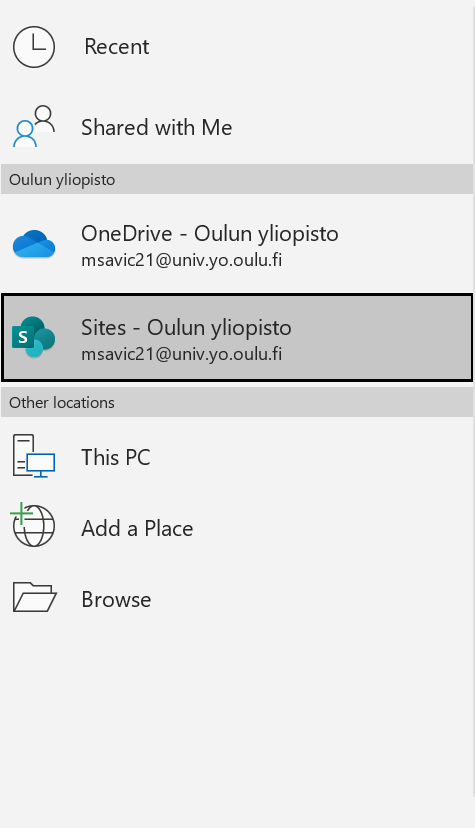 Recent
Shared with Me
Oulun yliopisto
OneDrive - Oulun yliopisto
msavic21@univ.yo.oulu.fi
S
Sites - Oulun yliopisto
msavic21@univ.yo.oulu.fi
Other locations
This PC
Add a Place
Browse